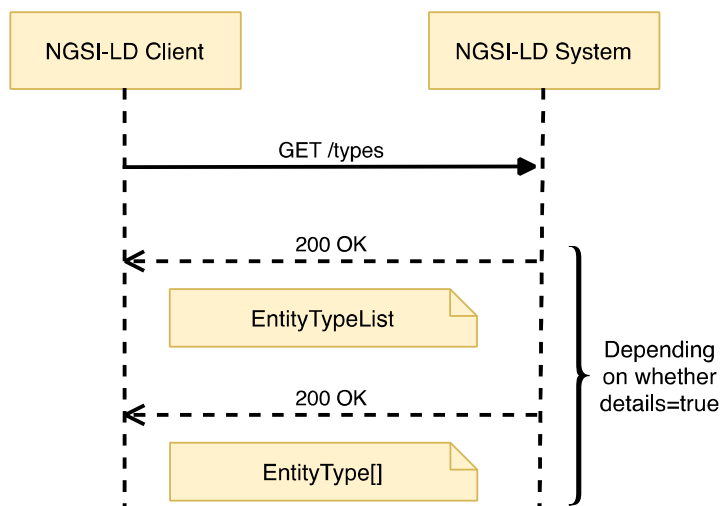 NGSI-LD Client
NGSI-LD System
GET /types
200 OK
EntityTypeList
Depending
on whether
details=true
200 OK
EntityType[]